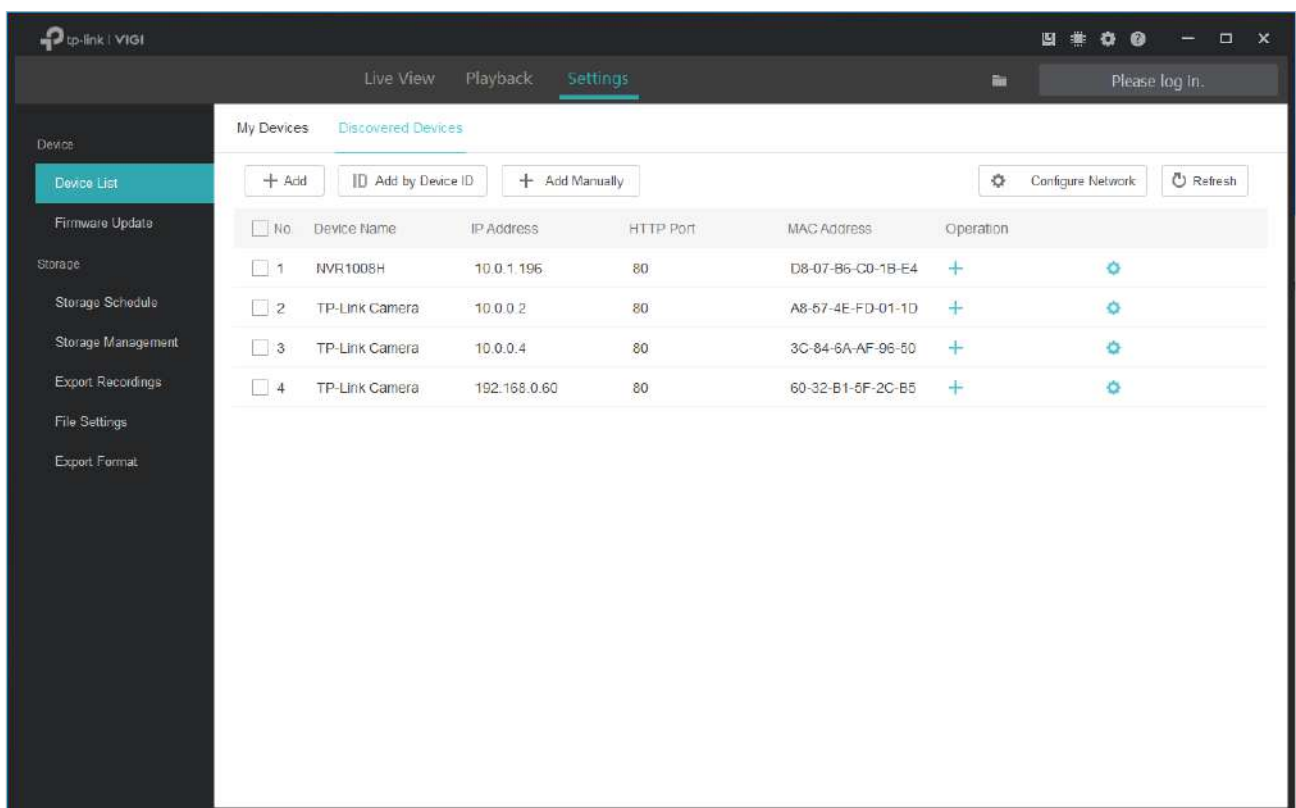 tp-link | VIGI
Live View Playback Settings Please log in.
My Devices Discovered Devices
Device
Device List
Firmware Update
Storage
Storage Schedule
Storage Management
Export Recordings
File Settings
Export Format
+ Add ID Add by Device ID + Add Manually Configure Network Refresh
No. Device Name IP Address HTTP Port MAC Address Operation
1 NVR1008H 10.0.1.196 80 D8-07-B6-C0-1B-E4
2 TP-Link Camera 10.0.0.2 80 A8-57-4E-FD-01-1D
3 TP-Link Camera 10.0.0.4 80 3C-84-6A-AF-96-50
4 TP-Link Camera 192.168.0.60 80 60-32-B1-5F-2C-B5